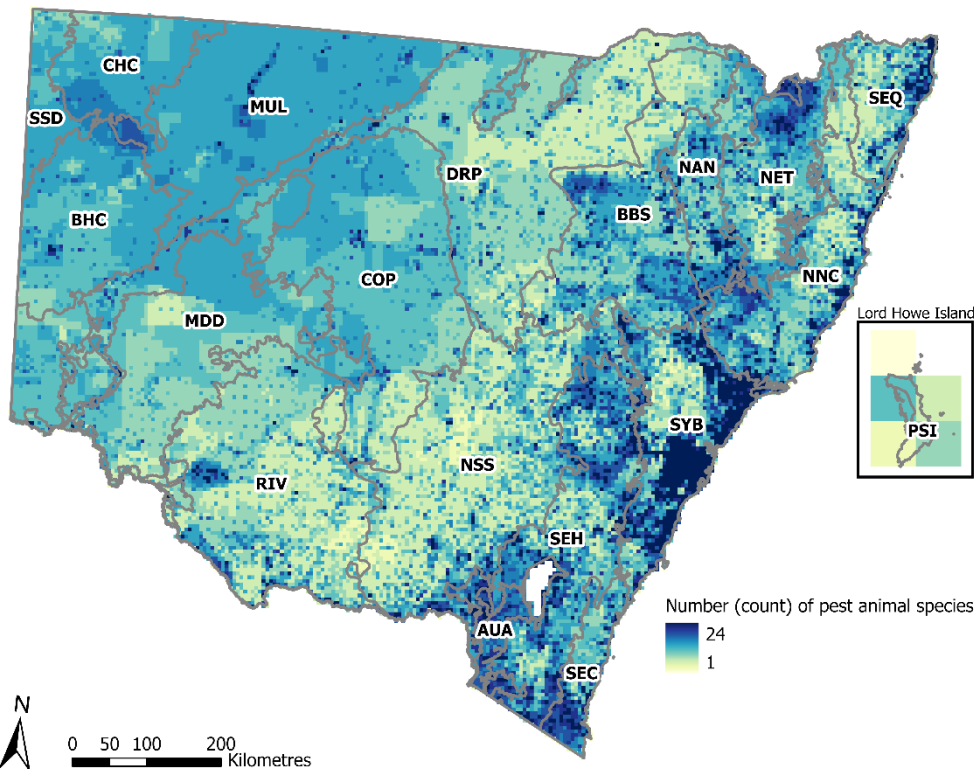 CHC
SSD
MUL
SEQ
DRP
NAN
NET
BHC
BBS
COP
NNC
MDD
Lord Howe Island
PSI
SYB
NSS
RIV
SEH
AUA
SEC
Number (count) of pest animal species
24
1
N
0 50 100 200
Kilometres